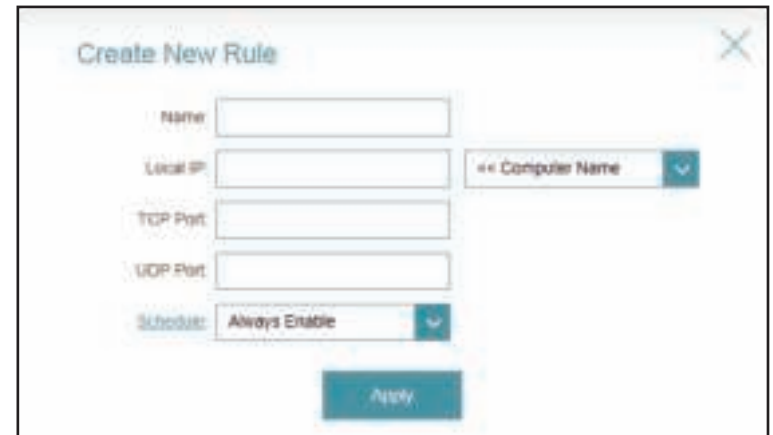 Create New Rule
Name
Local IP
<< Computer Name
TCP Port
UDP Port
Schedule
Always Enable
Apply